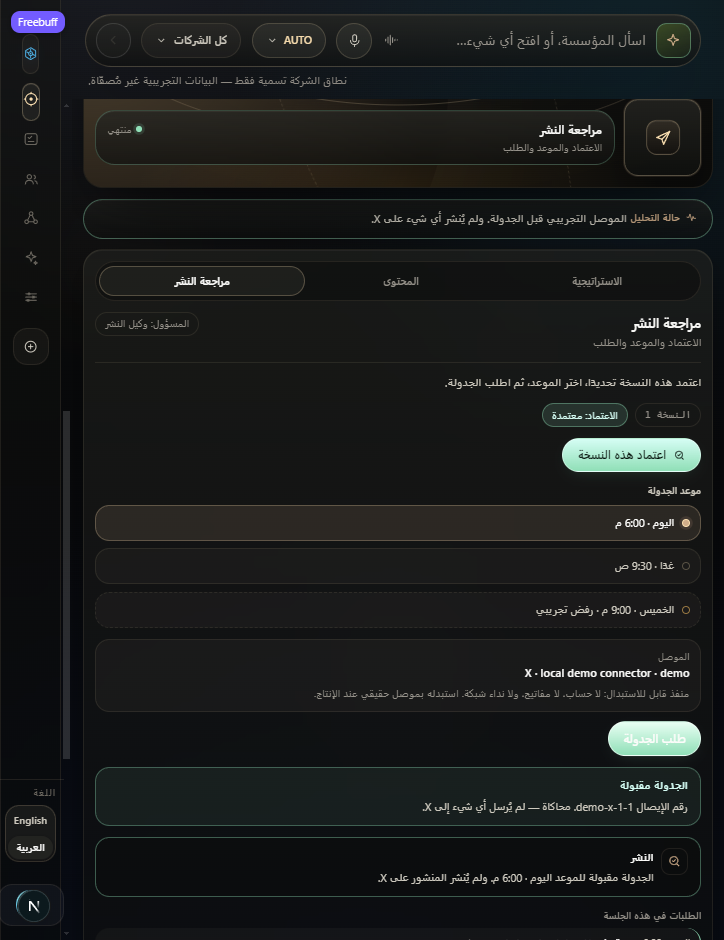 Freebuff
اسأل المؤسسة، أو افتح أي شيء…
AUTO
كل الشركات
نطاق الشركة تسمية فقط — البيانات التجريبية غير مُصفّاة.
مراجعة النشر
منتهي
الاعتماد والموعد والطلب
حالة التحليل الموصل التجريبي قبل الجدولة. ولم يُنشر أي شيء على X.
الاستراتيجية
المحتوى
مراجعة النشر
مراجعة النشر
المسؤول: وكيل النشر
الاعتماد والموعد والطلب
اعتمد هذه النسخة تحديدًا، اختر الموعد، ثم اطلب الجدولة.
النسخة 1
الاعتماد: معتمدة
اعتماد هذه النسخة
موعد الجدولة
اليوم · 6:00 م
غدًا · 9:30 ص
الخميس · 9:00 م · رفض تجريبي
الموصل
X · local demo connector · demo
منفذ قابل للاستبدال: لا حساب، لا مفاتيح، ولا نداء شبكة. استبدله بموصل حقيقي عند الإنتاج.
طلب الجدولة
الجدولة مقبولة
رقم الإيصال demo-x-1-1. محاكاة — لم يُرسل أي شيء إلى X.
النشر
الجدولة مقبولة للموعد اليوم · 6:00 م. ولم يُنشر المنشور على X.
الطلبات في هذه الجلسة
اللغة
English
العربية
N